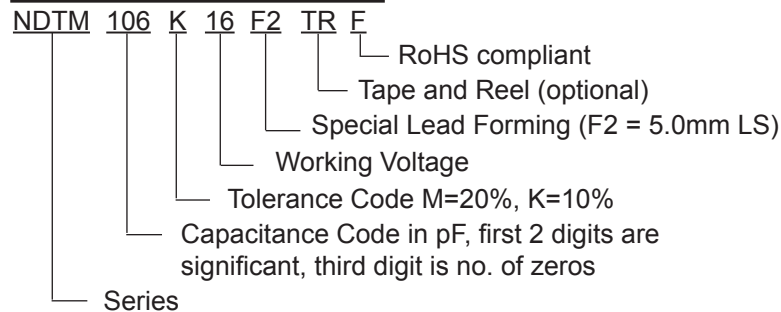 NDTM 106 K 16 F2 TR F
RoHS compliant
Tape and Reel (optional)
Special Lead Forming (F2 = 5.0mm LS)
Working Voltage
Tolerance Code M=20%, K=10%
Capacitance Code in pF, first 2 digits are
significant, third digit is no. of zeros
Series